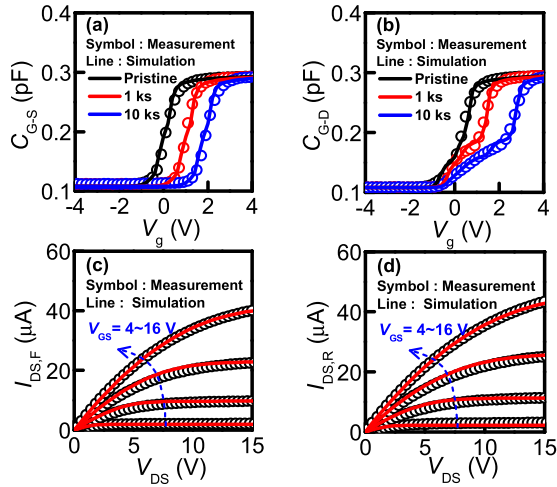 (a)
Symbol : Measurement
Line : Simulation
Pristine
1 ks
10 ks
0.4
0.3
0.2
0.1
C_G-S (pF)
-4 -2 0 2 4
V_g (V)
(b)
Symbol : Measurement
Line : Simulation
Pristine
1 ks
10 ks
0.4
0.3
0.2
0.1
C_G-D (pF)
-4 -2 0 2 4
V_g (V)
(c)
Symbol : Measurement
Line : Simulation
V_GS = 4~16 V
60
40
20
0
I_DS,F (μA)
0 5 10 15
V_DS (V)
(d)
Symbol : Measurement
Line : Simulation
V_GS = 4~16 V
60
40
20
0
I_DS,R (μA)
0 5 10 15
V_DS (V)